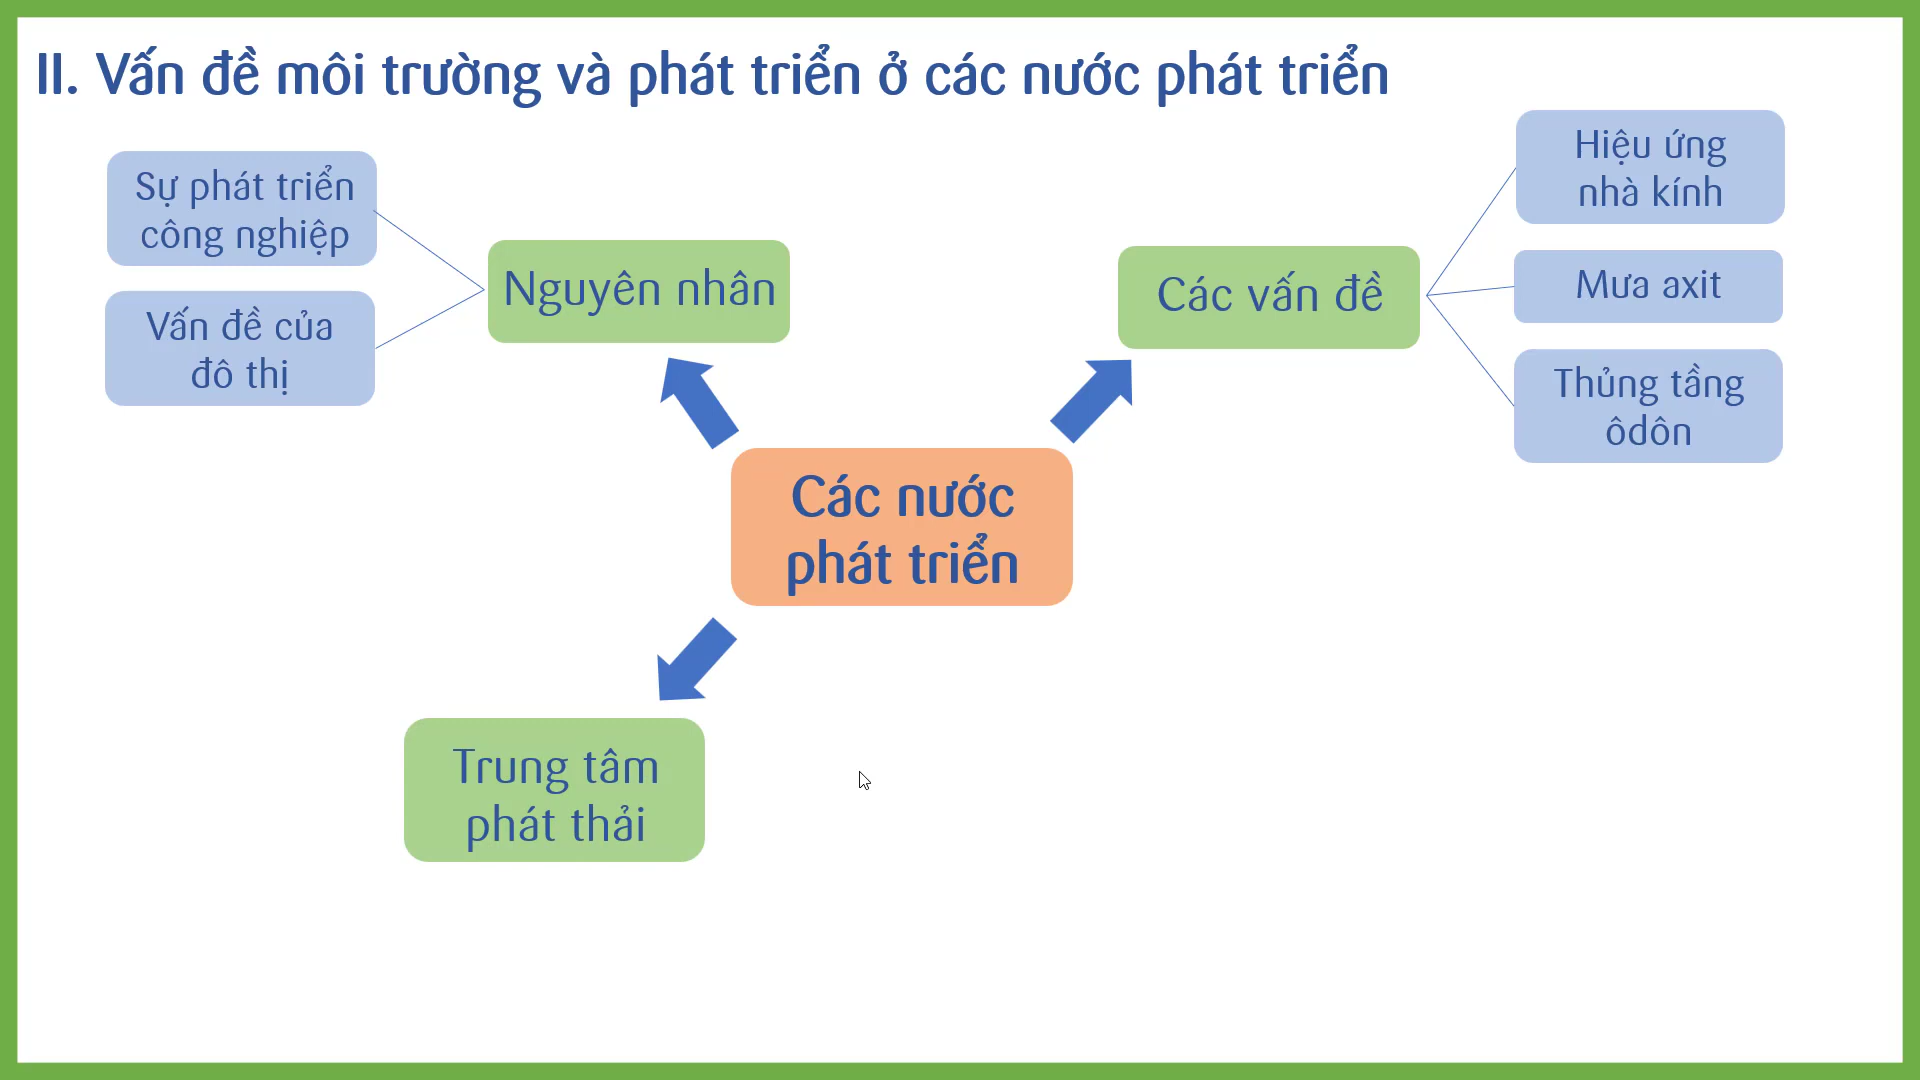 II. Vấn đề môi trường và phát triển ở các nước phát triển
Sự phát triển
công nghiệp
Vấn đề của
đô thị
Nguyên nhân
Các vấn đề
Hiệu ứng
nhà kính
Mưa axit
Thủng tầng
ôdôn
Các nước
phát triển
Trung tâm
phát thải